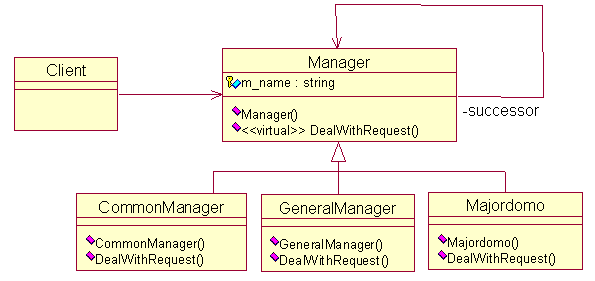 Client
Manager
m_name : string
Manager()
<<virtual>> DealWithRequest()
-successor
CommonManager
CommonManager()
DealWithRequest()
GeneralManager
GeneralManager()
DealWithRequest()
Majordomo
Majordomo()
DealWithRequest()